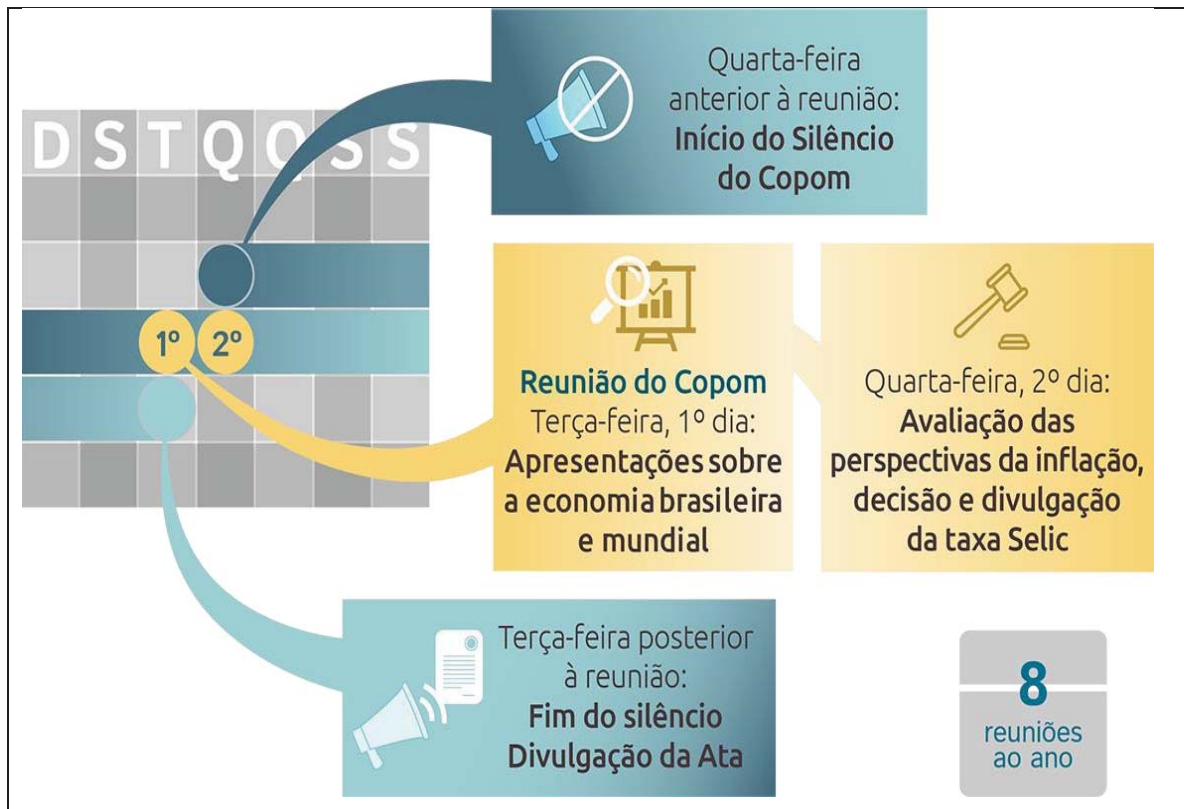 D S T Q Q S S
Quarta-feira
anterior à reunião:
Início do Silêncio
do Copom
1º 2º
Reunião do Copom
Terça-feira, 1º dia:
Apresentações sobre
a economia brasileira
e mundial
Quarta-feira, 2º dia:
Avaliação das
perspectivas da inflação,
decisão e divulgação
da taxa Selic
Terça-feira posterior
à reunião:
Fim do silêncio
Divulgação da Ata
8
reuniões
ao ano